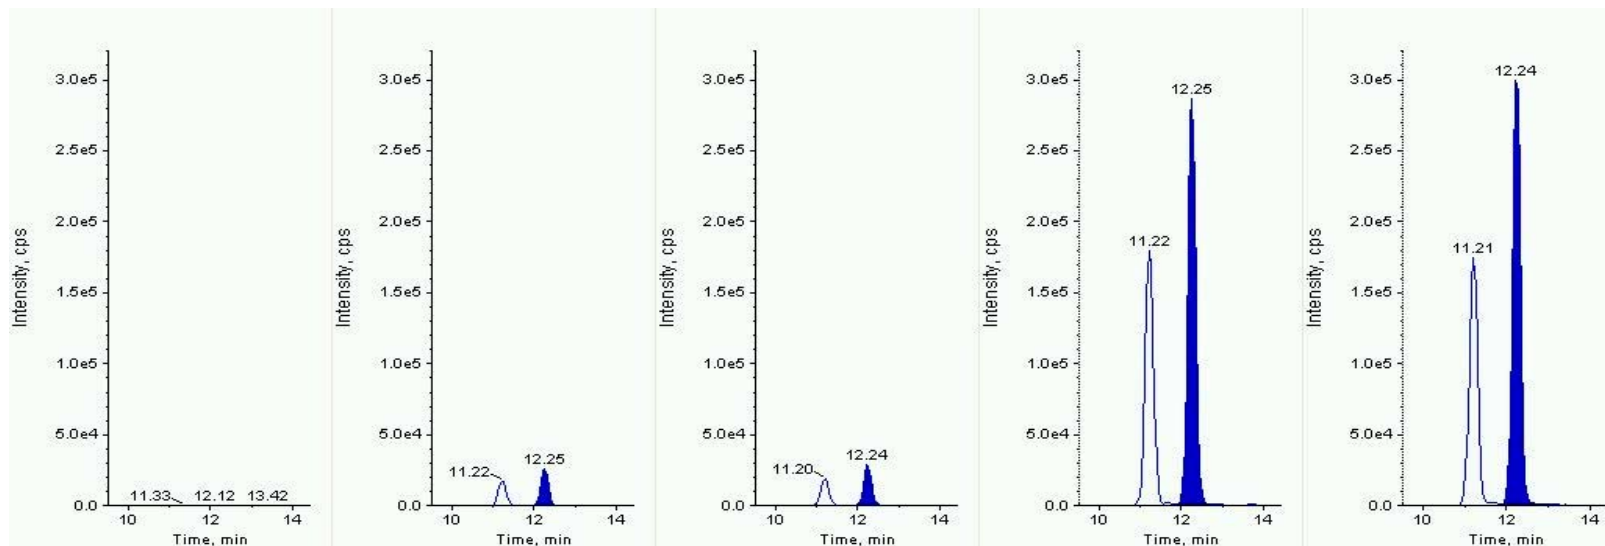 Intensity, cps
3.0e5
2.5e5
2.0e5
1.5e5
1.0e5
5.0e4
0.0
11.33
12.12
13.42
10 12 14
Time, min
Intensity, cps
3.0e5
2.5e5
2.0e5
1.5e5
1.0e5
5.0e4
0.0
11.22
12.25
10 12 14
Time, min
Intensity, cps
3.0e5
2.5e5
2.0e5
1.5e5
1.0e5
5.0e4
0.0
11.20
12.24
10 12 14
Time, min
Intensity, cps
3.0e5
2.5e5
2.0e5
1.5e5
1.0e5
5.0e4
0.0
11.22
12.25
10 12 14
Time, min
Intensity, cps
3.0e5
2.5e5
2.0e5
1.5e5
1.0e5
5.0e4
0.0
11.21
12.24
10 12 14
Time, min